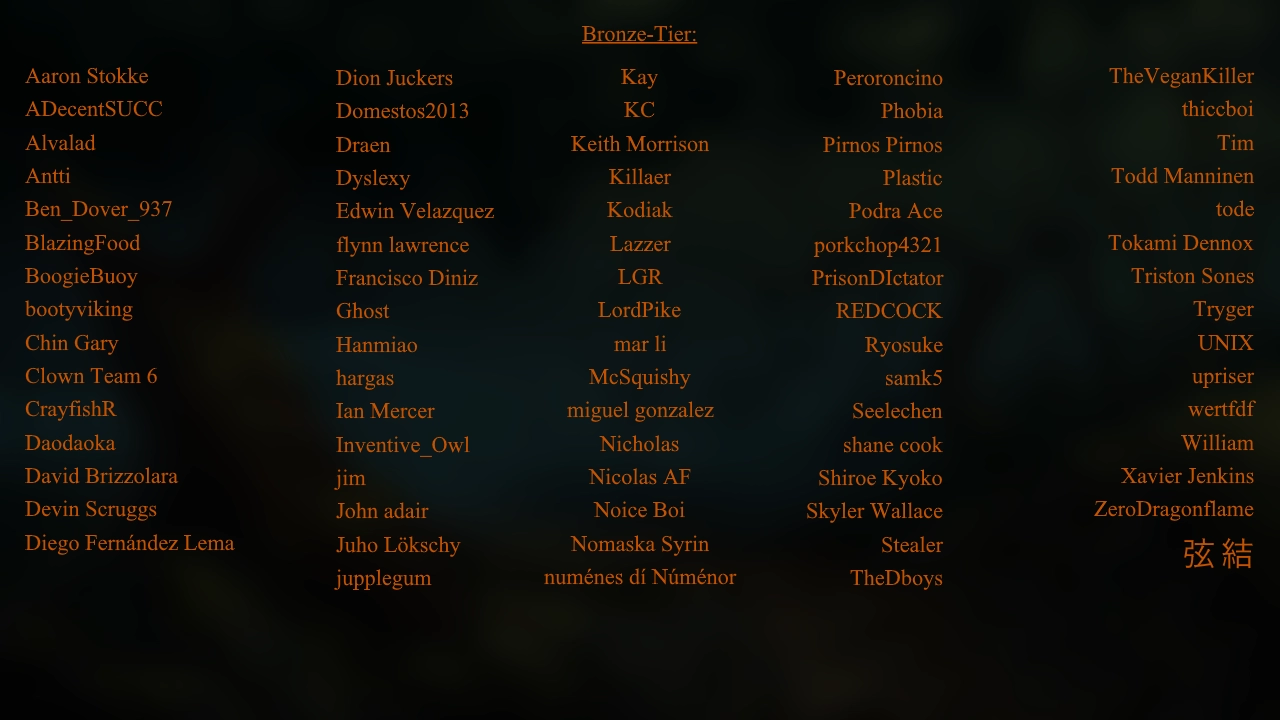 Bronze-Tier:
Aaron Stokke
ADecentSUCC
Alvalad
Antti
Ben_Dover_937
BlazingFood
BoogieBuoy
bootyviking
Chin Gary
Clown Team 6
CrayfishR
Daodaoka
David Brizzolara
Devin Scruggs
Diego Fernández Lema
Dion Juckers
Domestos2013
Draen
Dyslexy
Edwin Velazquez
flynn lawrence
Francisco Diniz
Ghost
Hanmiao
hargas
Ian Mercer
Inventive_Owl
jim
John adair
Juho Lökschy
jupplegum
Kay
KC
Keith Morrison
Killaer
Kodiak
Lazzer
LGR
LordPike
mar li
McSquishy
miguel gonzalez
Nicholas
Nicolas AF
Noice Boi
Nomaska Syrin
numénes dí Núménor
Peroroncino
Phobia
Pirnos Pirnos
Plastic
Podra Ace
porkchop4321
PrisonDIctator
REDCOCK
Ryosuke
samk5
Seelechen
shane cook
Shiroe Kyoko
Skyler Wallace
Stealer
TheDboys
TheVeganKiller
thiccboi
Tim
Todd Manninen
tode
Tokami Dennox
Triston Sones
Tryger
UNIX
upriser
wertfdf
William
Xavier Jenkins
ZeroDragonflame
弦 結